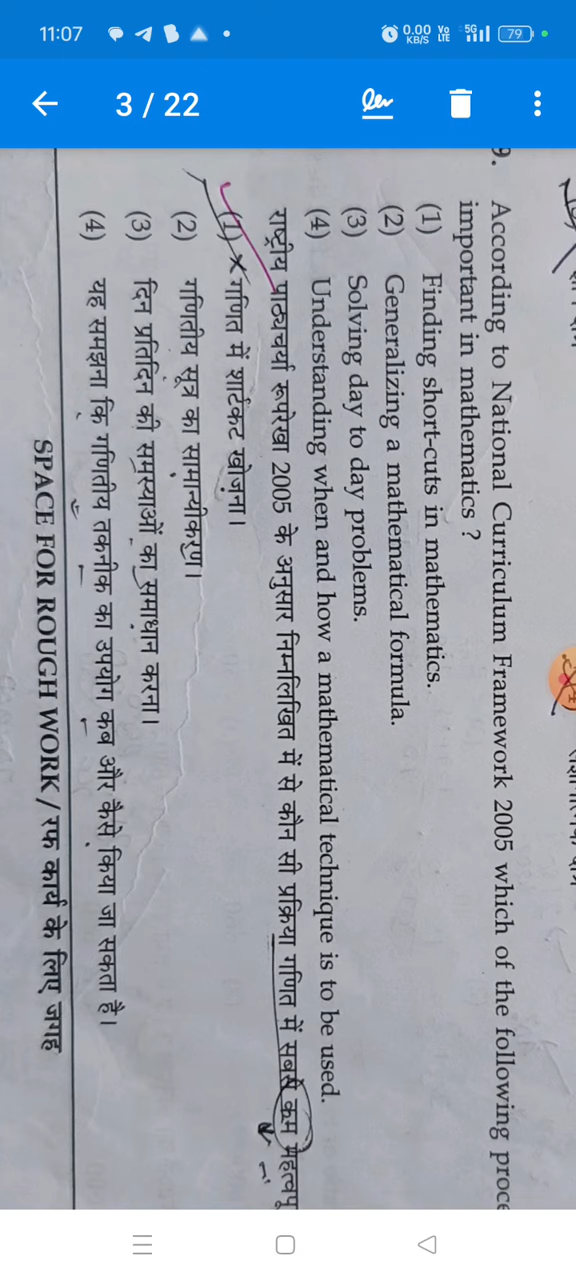 11:07
0.00 KB/S
Vo LTE
5G
79
3 / 22
9. According to National Curriculum Framework 2005 which of the following proce
important in mathematics ?
(1) Finding short-cuts in mathematics.
(2) Generalizing a mathematical formula.
(3) Solving day to day problems.
(4) Understanding when and how a mathematical technique is to be used.
राष्ट्रीय पाठ्यचर्या रूपरेखा 2005 के अनुसार निम्नलिखित में से कौन सी प्रक्रिया गणित में सबसे कम महत्वपू
(1) गणित में शार्टकट खोजना।
(2) गणितीय सूत्र का सामान्यीकरण।
(3) दिन प्रतिदिन की समस्याओं का समाधान करना।
(4) यह समझना कि गणितीय तकनीक का उपयोग कब और कैसे किया जा सकता है।
SPACE FOR ROUGH WORK / रफ कार्य के लिए जगह